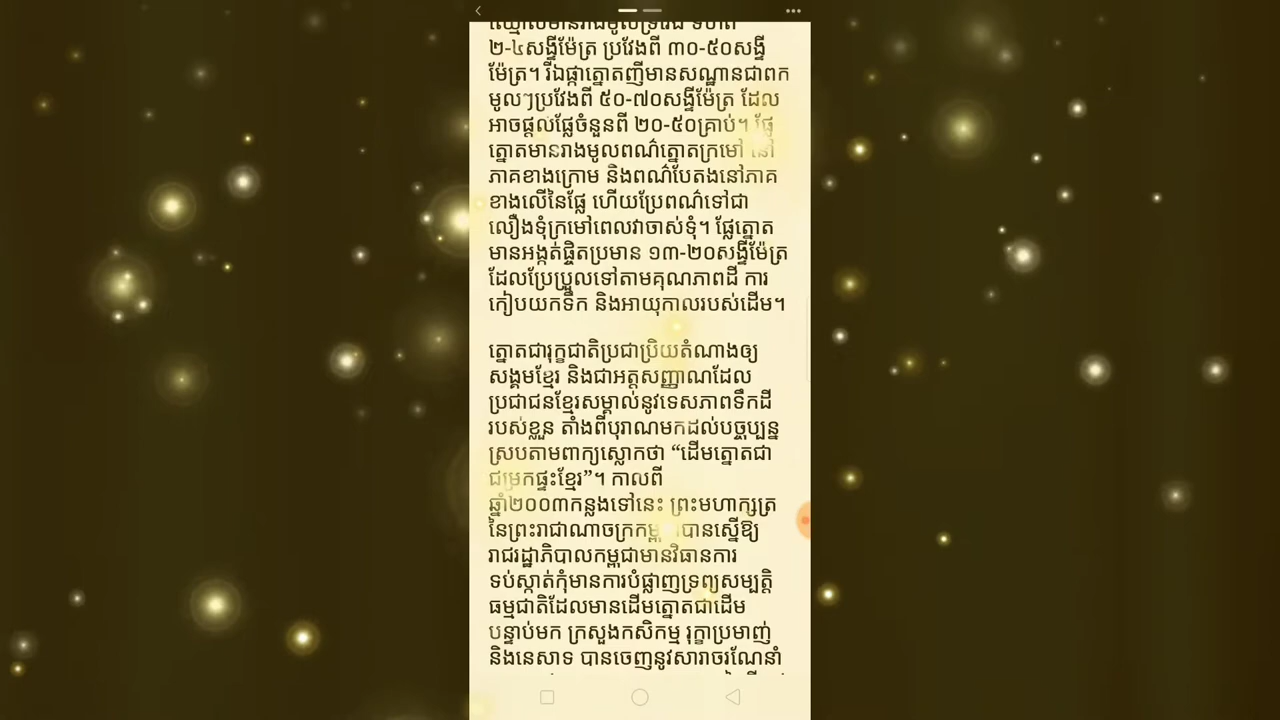 ឈ្មោលមានរាងមូលទ្រវែង ទំហំពី
២-៤សង្ទីម៉ែត្រ ប្រវែងពី ៣០-៥០សង្ទី
ម៉ែត្រ។ រីឯផ្កាត្នោតញីមានសណ្ឋានជាពក
មូលៗប្រវែងពី ៥០-៧០សង្ទីម៉ែត្រ ដែល
អាចផ្តល់ផ្លែចំនួនពី ២០-៥០គ្រាប់។ ផ្លែ
ត្នោតមានរាងមូលពណ៌ត្នោតក្រមៅ នៅ
ភាគខាងក្រោម និងពណ៌បៃតងនៅភាគ
ខាងលើនៃផ្លែ ហើយប្រែពណ៌ទៅជា
លឿងទុំក្រមៅពេលវាចាស់ទុំ។ ផ្លែត្នោត
មានអង្កត់ផ្ចិតប្រមាន ១៣-២០សង្ទីម៉ែត្រ
ដែលប្រែប្រួលទៅតាមគុណភាពដី ការ
កៀបយកទឹក និងអាយុកាលរបស់ដើម។
ត្នោតជារុក្ខជាតិប្រជាប្រិយតំណាងឲ្យ
សង្គមខ្មែរ និងជាអត្តសញ្ញាណដែល
ប្រជាជនខ្មែរសម្គាល់នូវទេសភាពទឹកដី
របស់ខ្លួន តាំងពីបុរាណមកដល់បច្ចុប្បន្ន
ស្របតាមពាក្យស្លោកថា “ដើមត្នោតជា
ជម្រកផ្ទះខ្មែរ”។ កាលពី
ឆ្នាំ២០០៣កន្លងទៅនេះ ព្រះមហាក្សត្រ
នៃព្រះរាជាណាចក្រកម្ពុជាបានស្នើឱ្យ
រាជរដ្ឋាភិបាលកម្ពុជាមានវិធានការ
ទប់ស្កាត់កុំមានការបំផ្លាញទ្រព្យសម្បត្តិ
ធម្មជាតិដែលមានដើមត្នោតជាដើម
បន្ទាប់មក ក្រសួងកសិកម្ម រុក្ខាប្រមាញ់
និងនេសាទ បានចេញនូវសារាចរណែនាំ